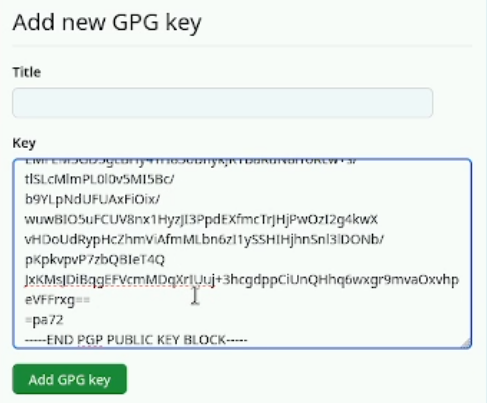 Add new GPG key
Title
Key
tlSLcMlmPL0l0v5MI5Bc/
b9YLpNdUFUAxFiOix/
wuwBIO5uFCUV8nx1HyzJI3PpdEXfmcTrJHjPwOzI2g4kwX
vHDoUdRypHcZhmViAfmMLbn6zI1ySSHIHjhnSnl3lDONb/
pKpkvpvP7zbQBIeT4Q
JxKMsJDiBqgEFVcmMDqXrIUuj+3hcgdppCiUnQHhq6wxgr9mvaOxvhp
eVFFrxg==
=pa72
-----END PGP PUBLIC KEY BLOCK-----
Add GPG key